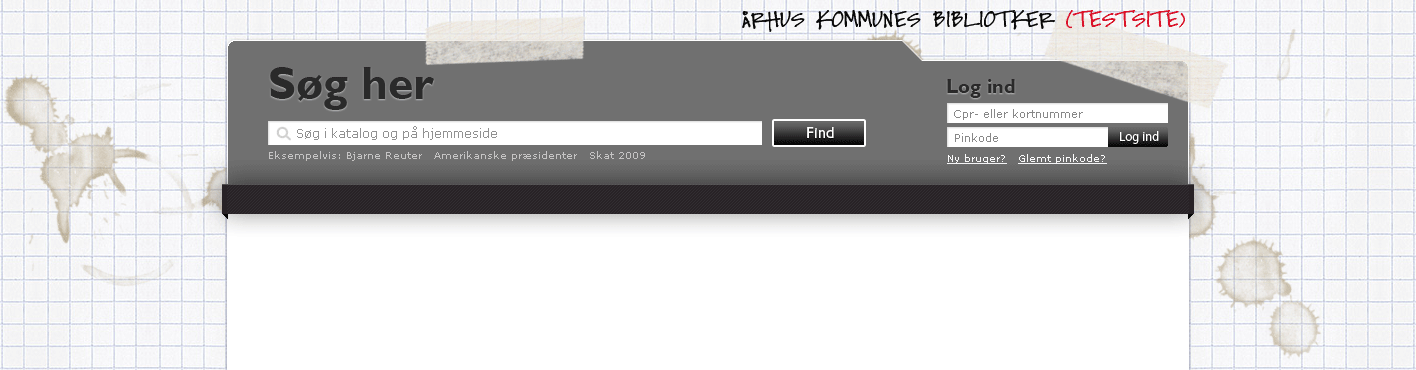 ÅRHUS KOMMUNES BIBLIOTKER (TESTSITE)
Søg her
Søg i katalog og på hjemmeside
Find
Eksempelvis: Bjarne Reuter Amerikanske præsidenter Skat 2009
Log ind
Cpr- eller kortnummer
Pinkode
Log ind
Ny bruger? Glemt pinkode?